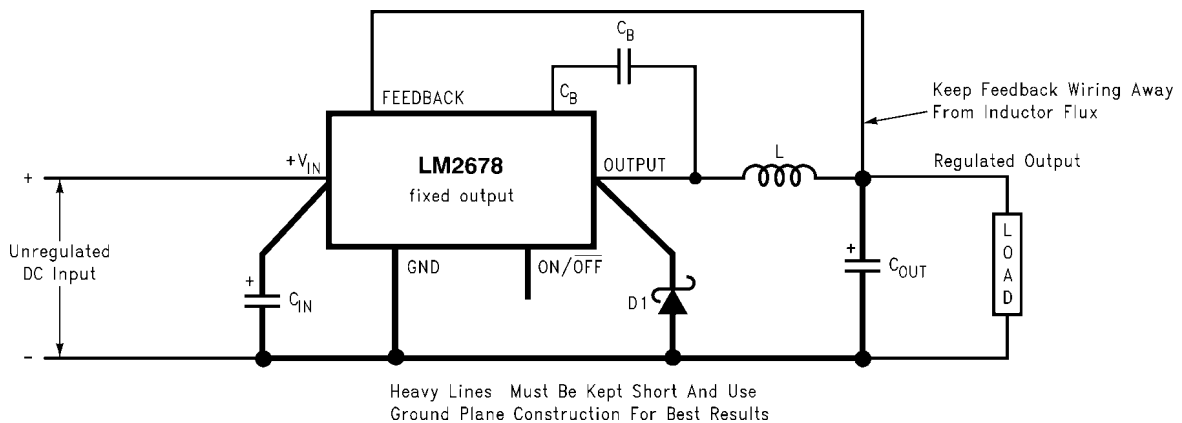 C_B
FEEDBACK
C_B
Keep Feedback Wiring Away
From Inductor Flux
+V_IN
LM2678
fixed output
OUTPUT
L
Regulated Output
+
Unregulated
DC Input
-
+
C_IN
GND
ON/O̅F̅F̅
D1
+
C_OUT
LOAD
Heavy Lines Must Be Kept Short And Use
Ground Plane Construction For Best Results